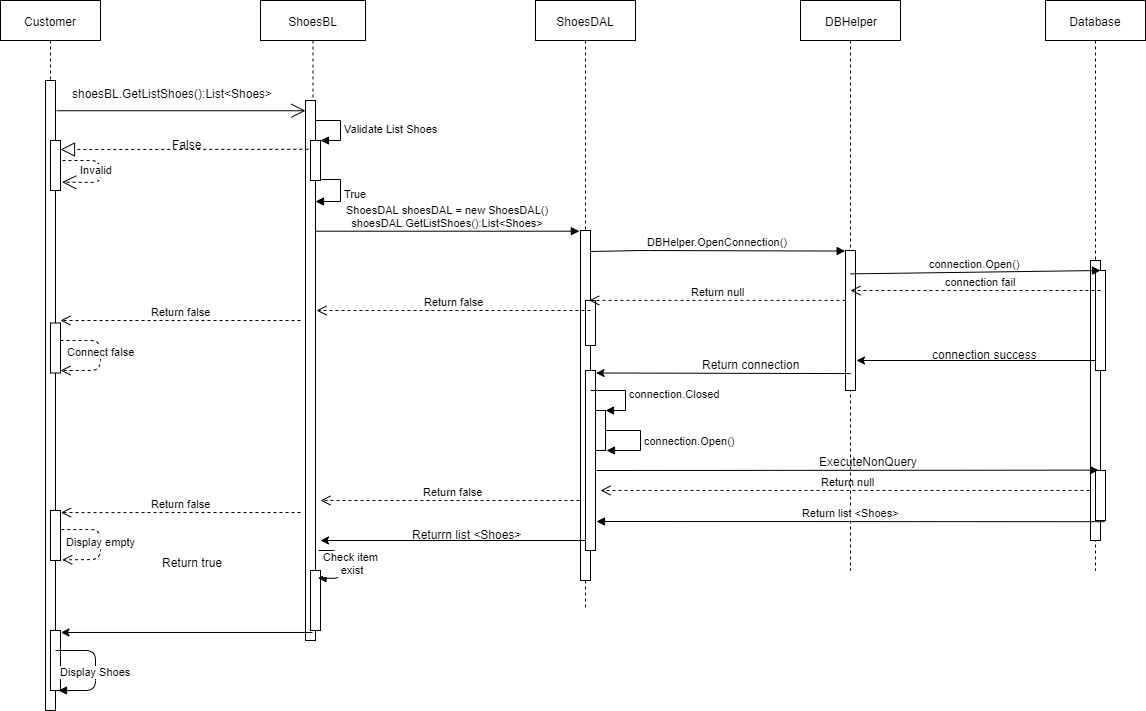 Customer
ShoesBL
ShoesDAL
DBHelper
Database
shoesBL.GetListShoes():List<Shoes>
Validate List Shoes
False
Invalid
True
ShoesDAL shoesDAL = new ShoesDAL()
shoesDAL.GetListShoes():List<Shoes>
DBHelper.OpenConnection()
connection.Open()
connection fail
Return null
Return false
Return false
Connect false
connection success
Return connection
connection.Closed
connection.Open()
ExecuteNonQuery
Return null
Return false
Return false
Return list <Shoes>
Returrn list <Shoes>
Display empty
Check item
exist
Return true
Display Shoes